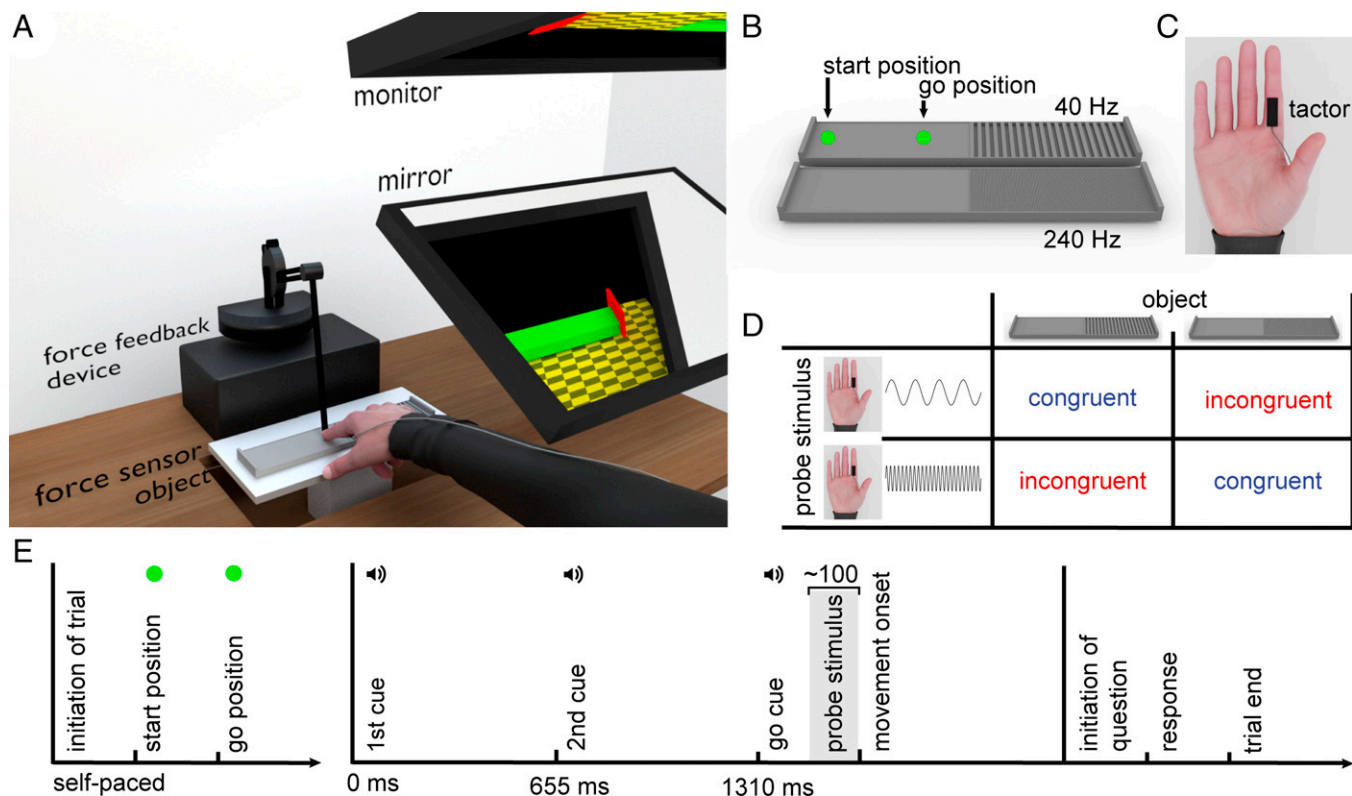 A
monitor
mirror
force feedback
device
force sensor
object
B
start position
go position
40 Hz
240 Hz
C
tactor
D
object
probe stimulus
congruent
incongruent
incongruent
congruent
E
initiation of trial
start position
go position
self-paced
1st cue
2nd cue
go cue
~100
probe stimulus
movement onset
initiation of
question
response
trial end
0 ms
655 ms
1310 ms